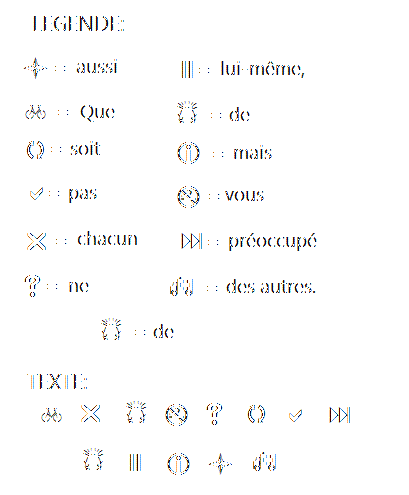 LEGENDE:
: : aussi
: : lui-même,
: : Que
: : de
: : soit
: : mais
: : pas
: : vous
: : chacun
: : préoccupé
: : ne
: : des autres.
: : de
TEXTE: